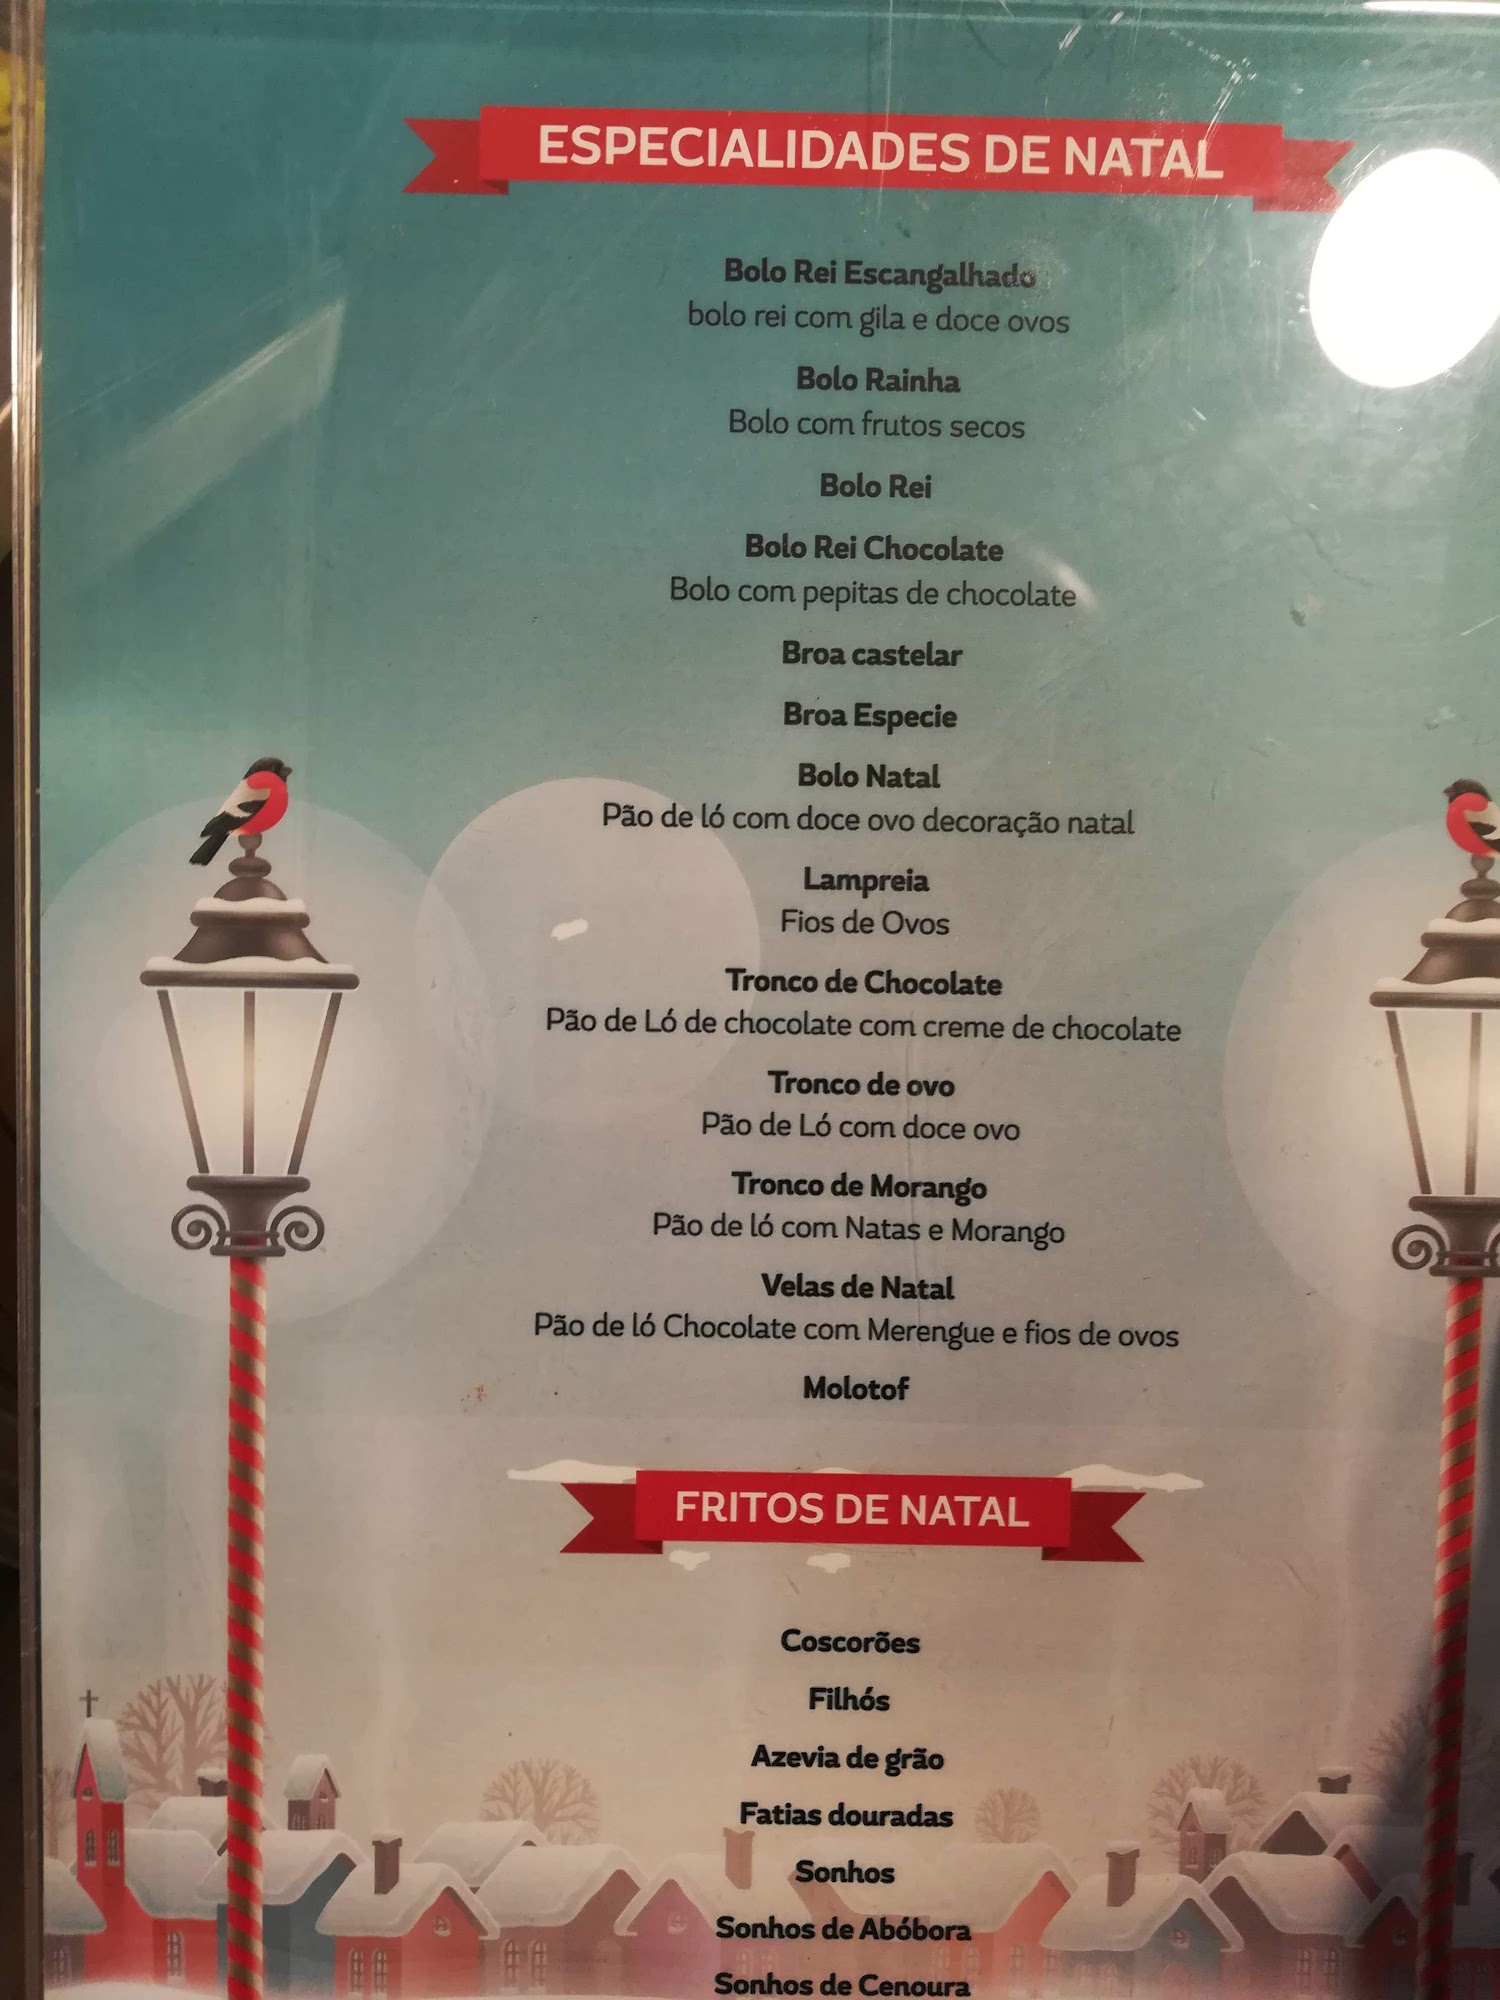 ESPECIALIDADES DE NATAL
Bolo Rei Escangalhado
bolo rei com gila e doce ovos
Bolo Rainha
Bolo com frutos secos
Bolo Rei
Bolo Rei Chocolate
Bolo com pepitas de chocolate
Broa castelar
Broa Especie
Bolo Natal
Pão de ló com doce ovo decoração natal
Lampreia
Fios de Ovos
Tronco de Chocolate
Pão de Ló de chocolate com creme de chocolate
Tronco de ovo
Pão de Ló com doce ovo
Tronco de Morango
Pão de ló com Natas e Morango
Velas de Natal
Pão de ló Chocolate com Merengue e fios de ovos
Molotof
FRITOS DE NATAL
Coscorões
Filhós
Azevia de grão
Fatias douradas
Sonhos
Sonhos de Abóbora
Sonhos de Cenoura